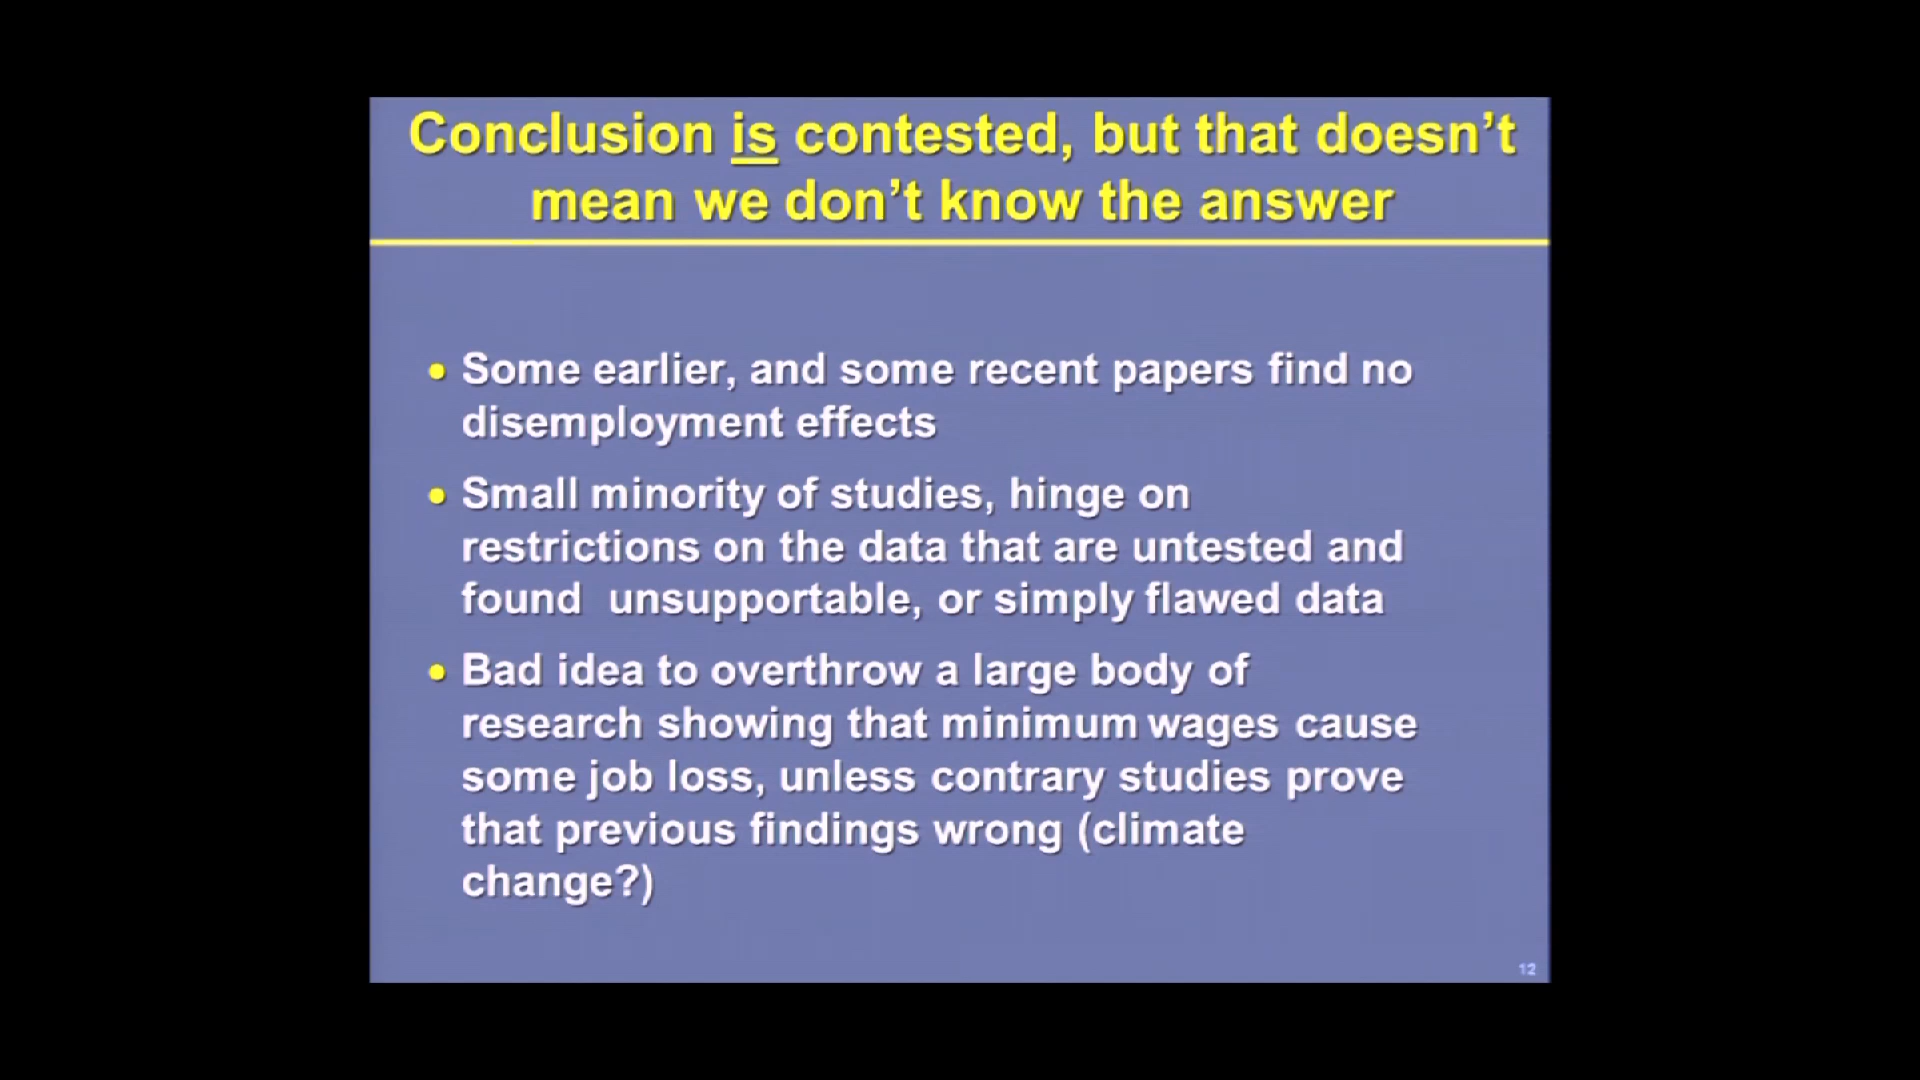 Conclusion is contested, but that doesn’t
mean we don’t know the answer
• Some earlier, and some recent papers find no
disemployment effects
• Small minority of studies, hinge on
restrictions on the data that are untested and
found unsupportable, or simply flawed data
• Bad idea to overthrow a large body of
research showing that minimum wages cause
some job loss, unless contrary studies prove
that previous findings wrong (climate
change?)
12